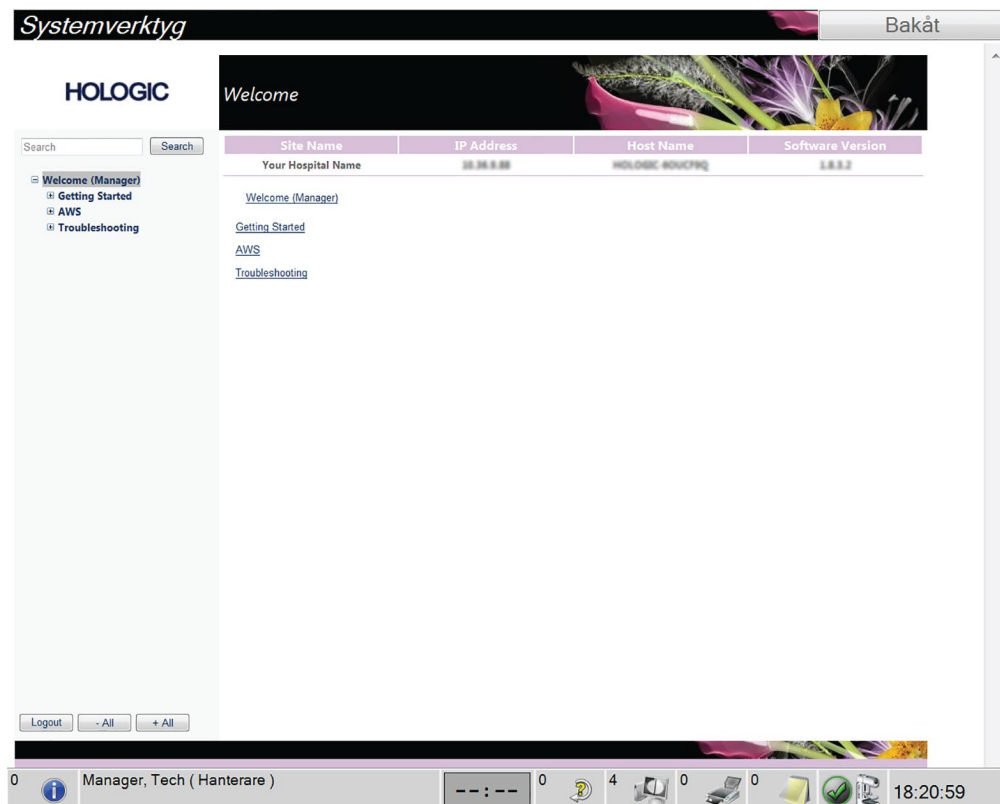 Systemverktyg
Bakåt
HOLOGIC
Welcome
Search
Search
Site Name IP Address Host Name Software Version
Your Hospital Name
Welcome (Manager)
Getting Started
AWS
Troubleshooting
Welcome (Manager)
Getting Started
AWS
Troubleshooting
Logout - All + All
0 Manager, Tech ( Hanterare ) --:-- 0 4 0 0 18:20:59